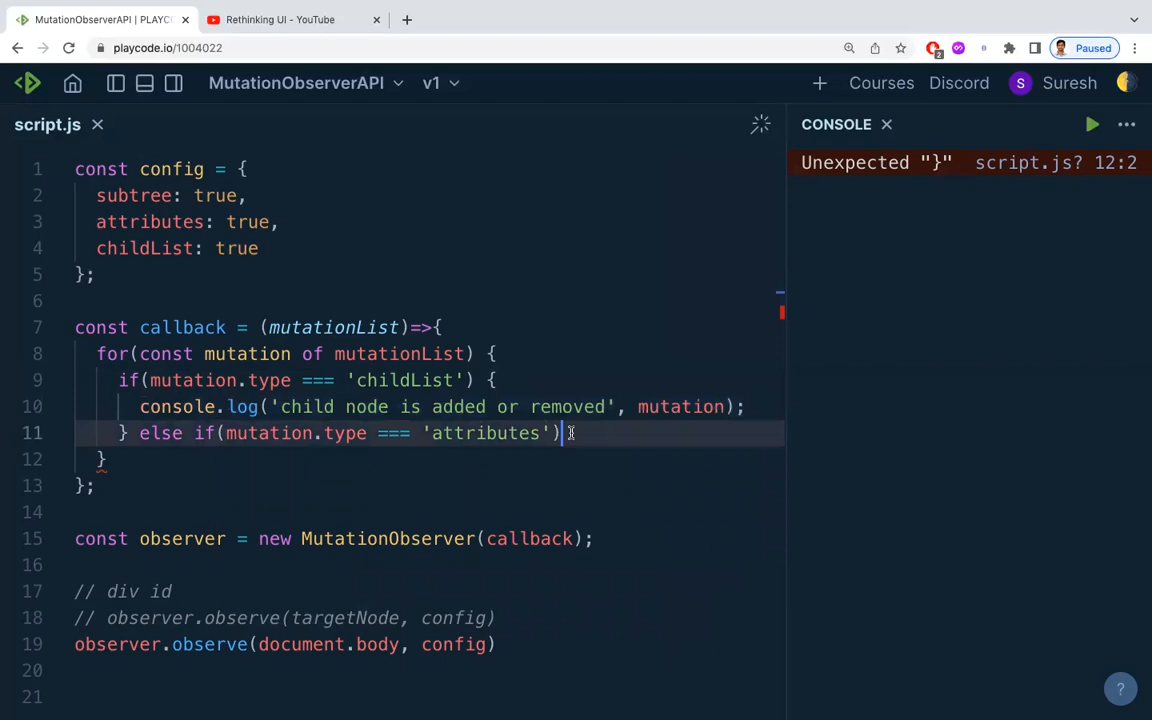 MutationObserverAPI | PLAYCO
Rethinking UI - YouTube
playcode.io/1004022
2
Paused
MutationObserverAPI
v1
Courses
Discord
S
Suresh
script.js
CONSOLE
Unexpected "}" script.js? 12:2
1 const config = {
2 subtree: true,
3 attributes: true,
4 childList: true
5 };
6
7 const callback = (mutationList)=>{
8 for(const mutation of mutationList) {
9 if(mutation.type === 'childList') {
10 console.log('child node is added or removed', mutation);
11 } else if(mutation.type === 'attributes')
12 }
13 };
14
15 const observer = new MutationObserver(callback);
16
17 // div id
18 // observer.observe(targetNode, config)
19 observer.observe(document.body, config)
20
21
?